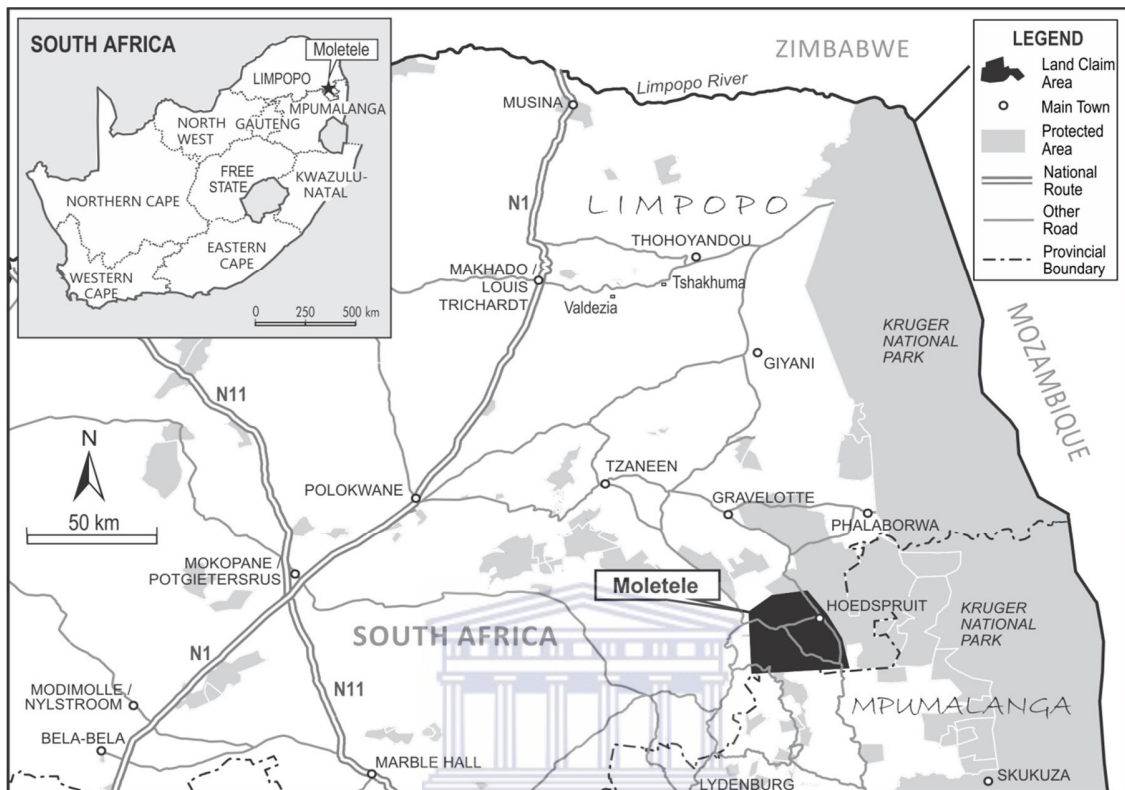 SOUTH AFRICA
Moletele
LIMPOPO
MPUMALANGA
NORTH
WEST
GAUTENG
FREE
STATE
KWAZULU-
NATAL
NORTHERN CAPE
EASTERN
CAPE
WESTERN
CAPE
0 250 500 km
ZIMBABWE
Limpopo River
LEGEND
Land Claim
Area
Main Town
Protected
Area
National
Route
Other
Road
Provincial
Boundary
MUSINA
N1
LIMPOPO
THOHOYANDOU
MAKHADO /
LOUIS
TRICHARDT
Tshakhuma
Valdezia
KRUGER
NATIONAL
PARK
MOZAMBIQUE
GIYANI
N11
N
50 km
TZANEEN
POLOKWANE
GRAVELOTTE
PHALABORWA
MOKOPANE /
POTGIETERSRUS
Moletele
HOEDSPRUIT
KRUGER
NATIONAL
PARK
SOUTH AFRICA
N1
N11
MODIMOLLE /
NYLSTROOM
MPUMALANGA
BELA-BELA
MARBLE HALL
SKUKUZA
LYDENBURG